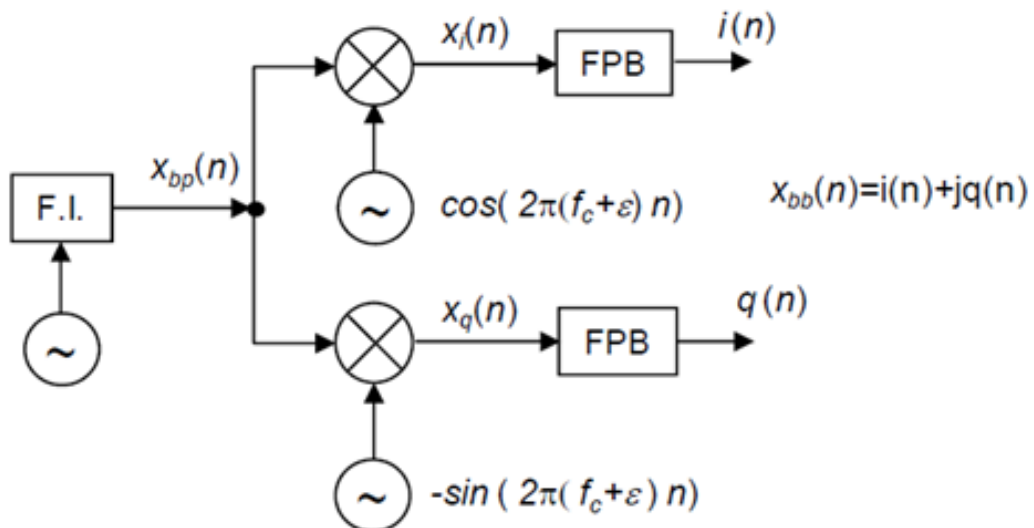 x_i(n)
i(n)
FPB
x_bp(n)
F.I.
~
cos( 2π(f_c+ε) n)
x_bb(n)=i(n)+jq(n)
~
x_q(n)
q(n)
FPB
~
-sin ( 2π( f_c+ε) n)